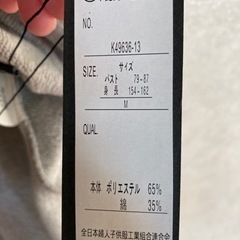 NO.
K49636-13
SIZE. サイズ
バスト 79-87
身長 154-162
M
QUAL.
本体 ポリエステル 65%
綿 35%
全日本婦人子供服工業組合連合会